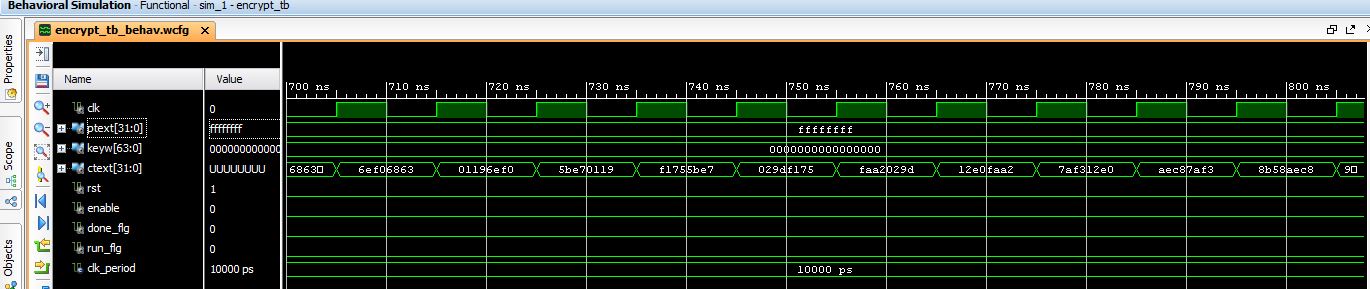 Behavioral Simulation - Functional - sim_1 - encrypt_tb
encrypt_tb_behav.wcfg
Properties
Scope
Objects
Name Value
700 ns 710 ns 720 ns 730 ns 740 ns 750 ns 760 ns 770 ns 780 ns 790 ns 800 ns
clk 0
ptext[31:0] ffffffff ffffffff
keyw[63:0] 000000000000 0000000000000000
ctext[31:0] UUUUUUUU 6863 6ef06863 01196ef0 5be70119 f1755be7 029df175 faa2029d 12e0faa2 7af312e0 aec87af3 8b58aec8 9
rst 1
enable 0
done_flg 0
run_flg 0
clk_period 10000 ps 10000 ps